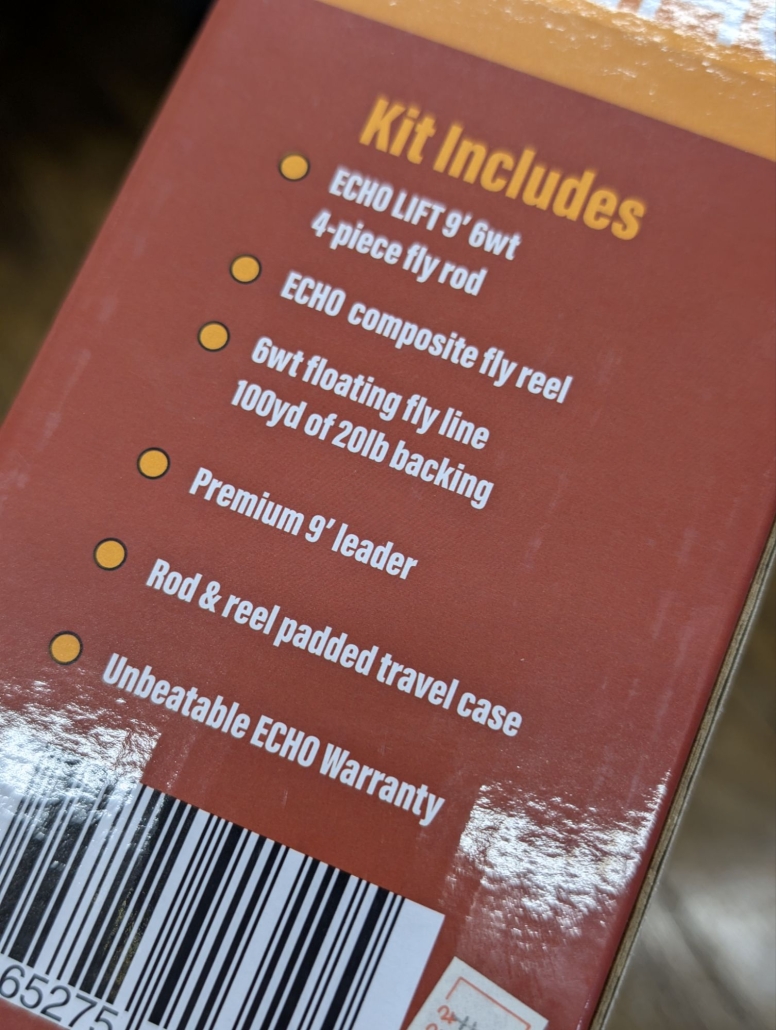 Kit Includes
ECHO LIFT 9' 6wt
4-piece fly rod
ECHO composite fly reel
6wt floating fly line
100yd of 20lb backing
Premium 9' leader
Rod & reel padded travel case
Unbeatable ECHO Warranty
65275